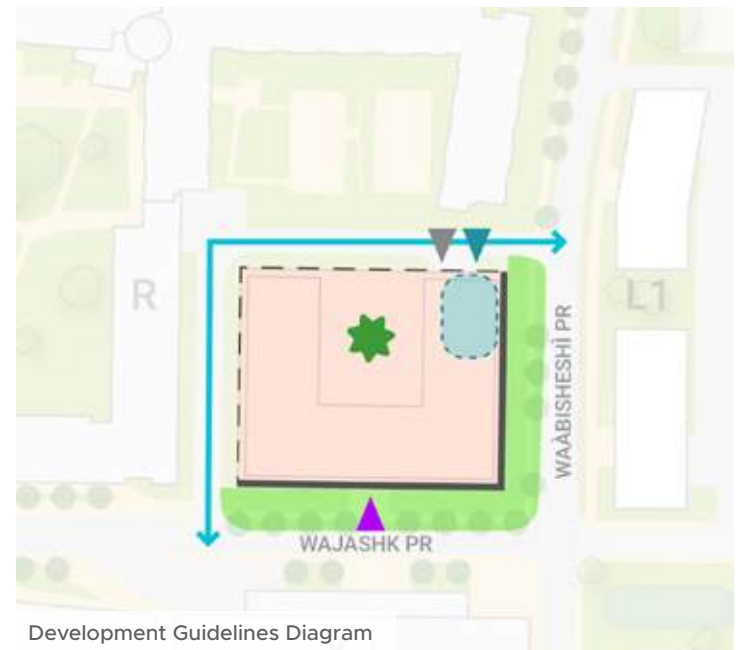 R
L1
WAÀBISHESHÌ PR
WAJASHK PR
Development Guidelines Diagram